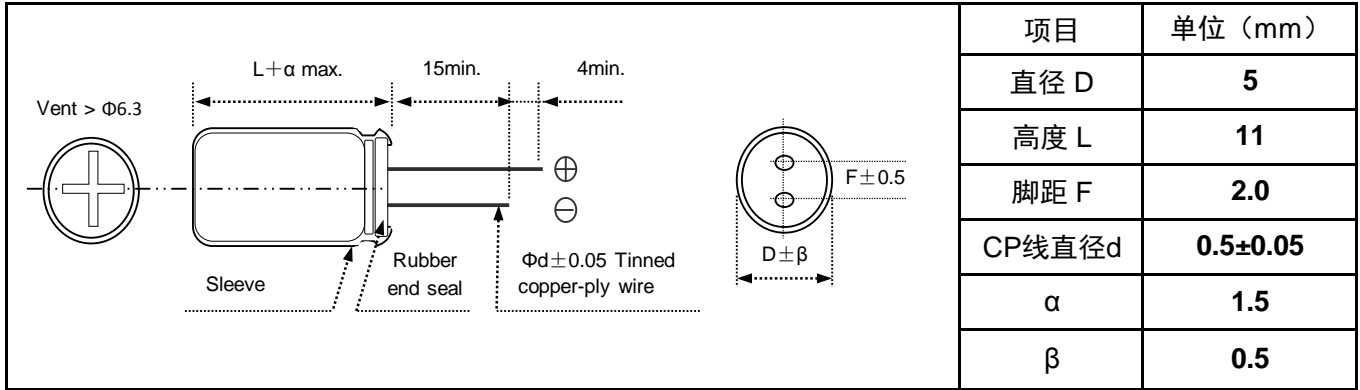 L+α max.
15min.
4min.
Vent > Φ6.3
⊕
⊖
F±0.5
D±β
Sleeve
Rubber
end seal
Φd±0.05 Tinned
copper-ply wire
项目 单位（mm）
直径 D 5
高度 L 11
脚距 F 2.0
CP线直径d 0.5±0.05
α 1.5
β 0.5